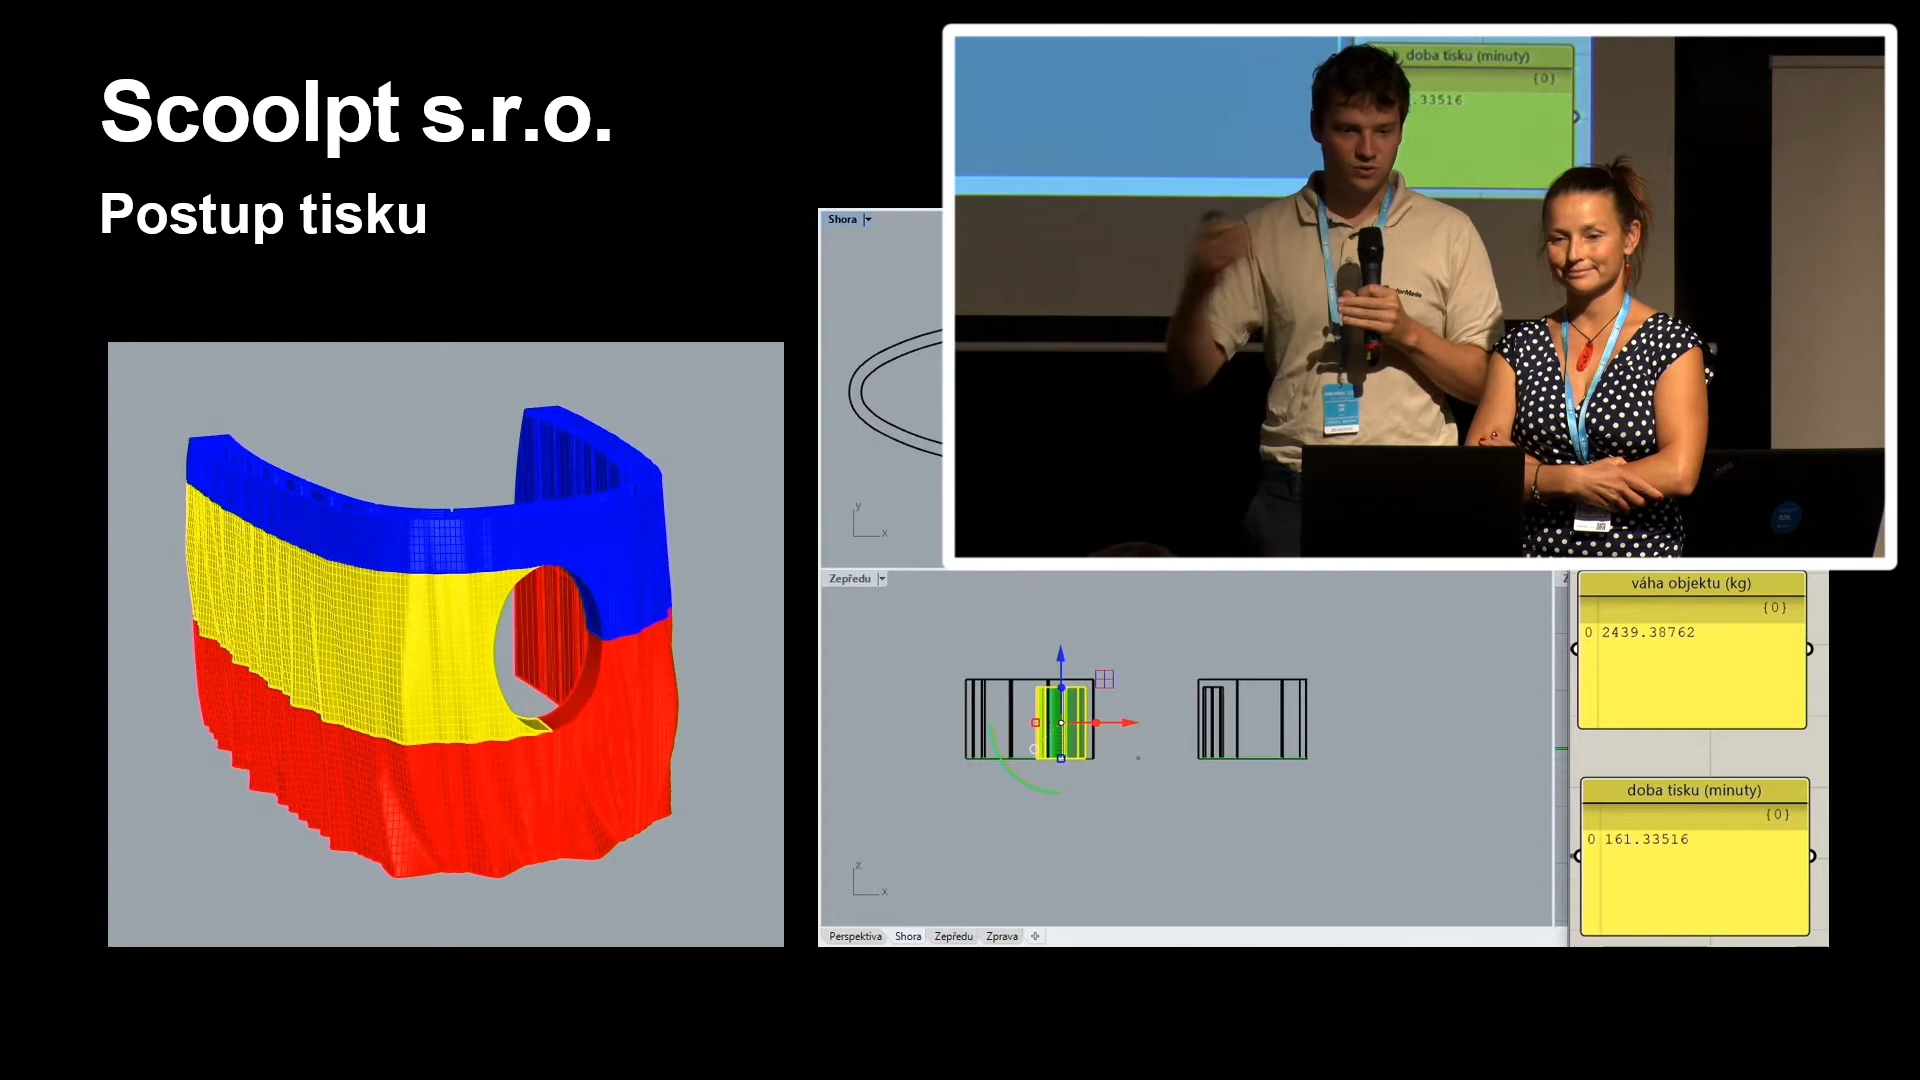 Scoolpt s.r.o.
Postup tisku
doba tisku (minuty)
{0}
.33516
Shora
y
x
Zepředu
z
x
Perspektiva Shora Zepředu Zprava
váha objektu (kg)
{0}
0 2439.38762
doba tisku (minuty)
{0}
0 161.33516